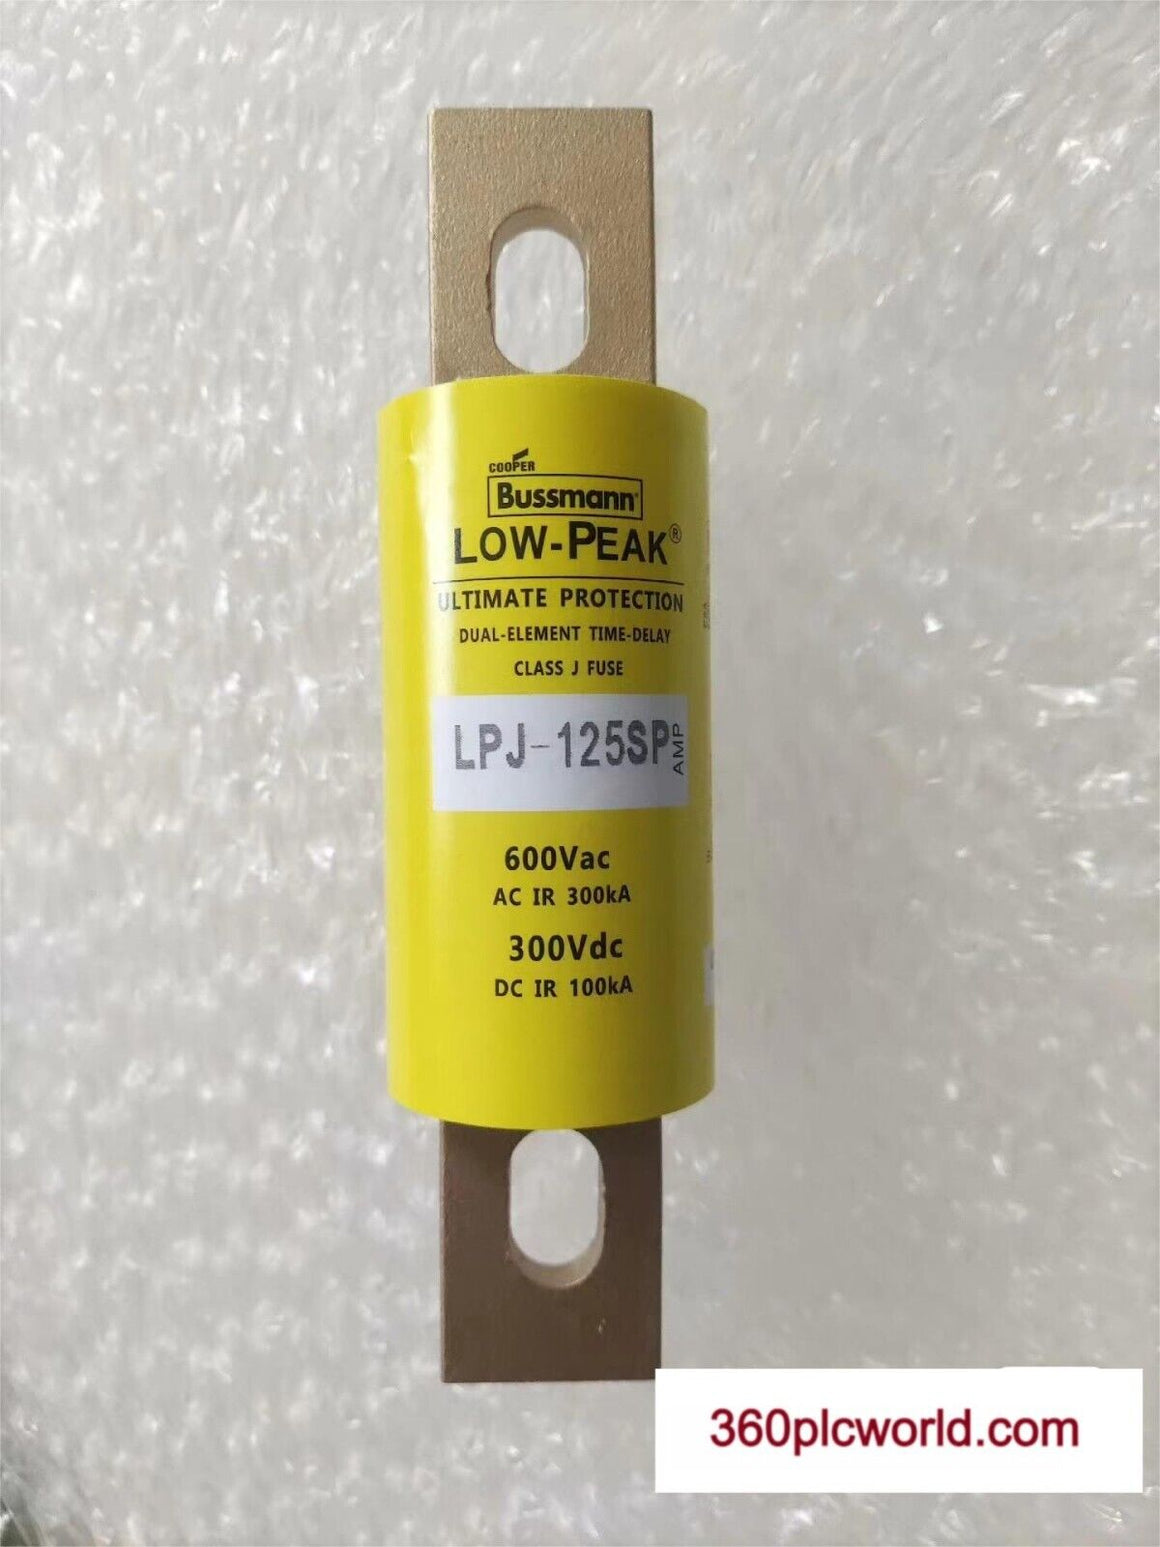 COOPER
Bussmann®
LOW-PEAK®
ULTIMATE PROTECTION
DUAL-ELEMENT TIME-DELAY
CLASS J FUSE
LPJ-125SP
AMP
600Vac
AC IR 300kA
300Vdc
DC IR 100kA
360plcworld.com